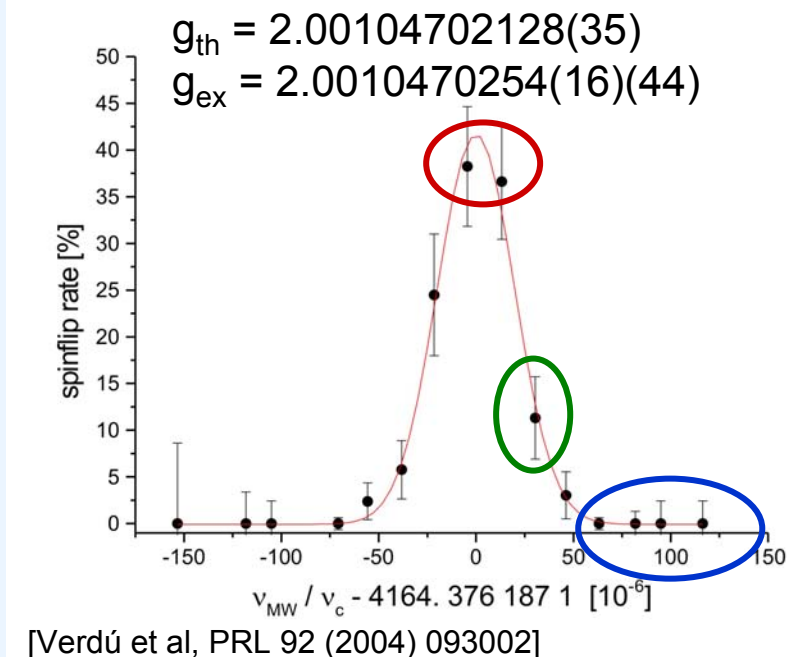 g_th = 2.00104702128(35)
g_ex = 2.0010470254(16)(44)
50
45
40
35
30
25
20
15
10
5
0
spinflip rate [%]
-150 -100 -50 0 50 100 150
ν_MW / ν_c - 4164. 376 187 1 [10^-6]
[Verdú et al, PRL 92 (2004) 093002]